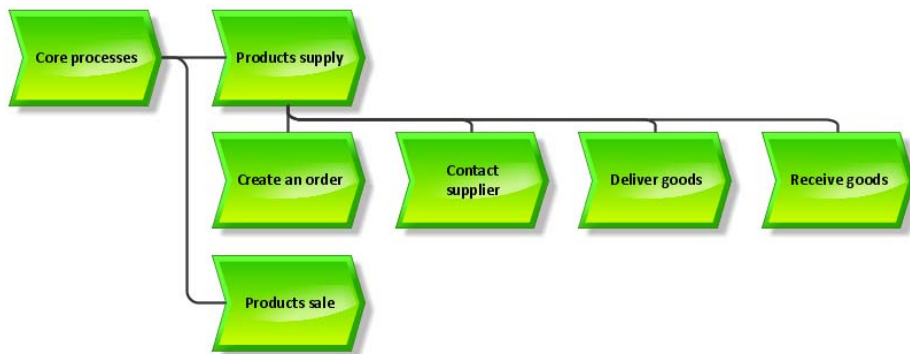 Core processes
Products supply
Create an order
Contact
supplier
Deliver goods
Receive goods
Products sale